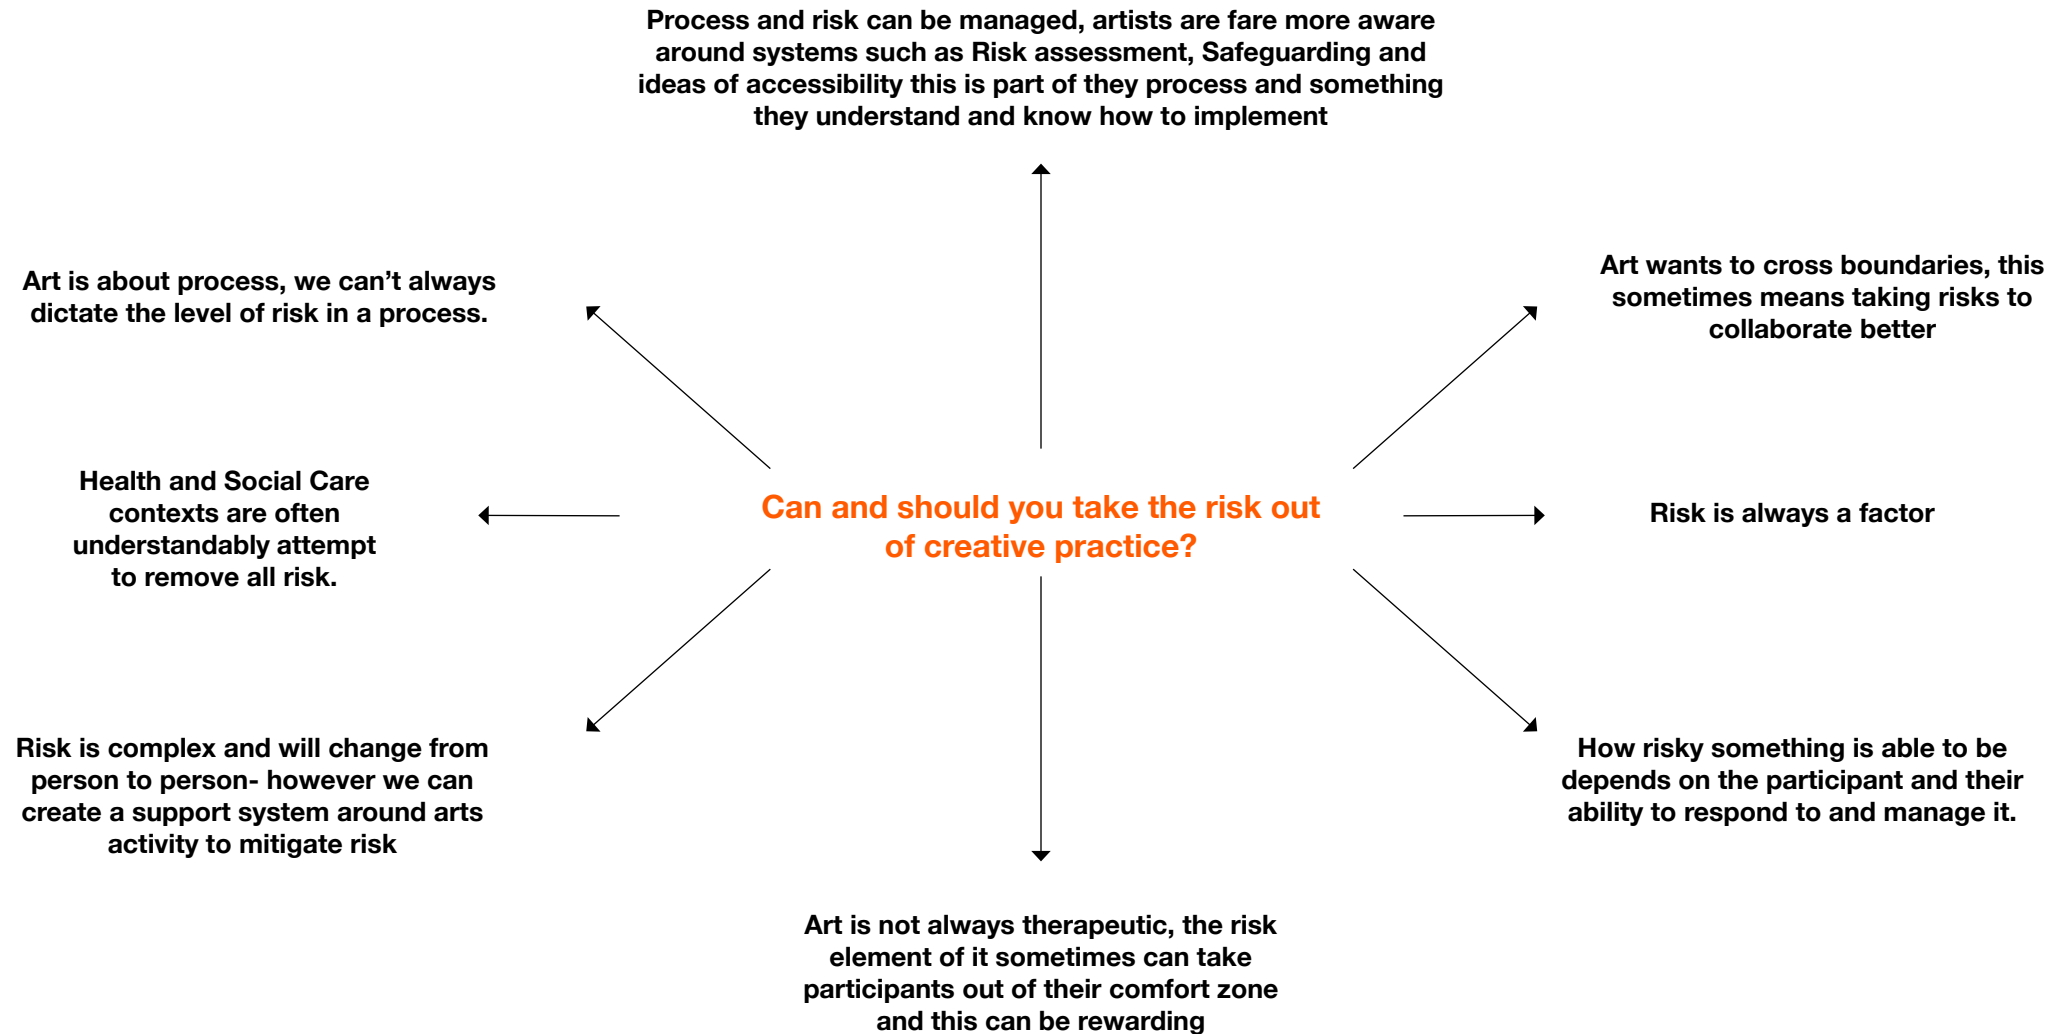 Process and risk can be managed, artists are fare more aware
around systems such as Risk assessment, Safeguarding and
ideas of accessibility this is part of they process and something
they understand and know how to implement
Art is about process, we can’t always
dictate the level of risk in a process.
Art wants to cross boundaries, this
sometimes means taking risks to
collaborate better
Health and Social Care
contexts are often
understandably attempt
to remove all risk.
Can and should you take the risk out
of creative practice?
Risk is always a factor
Risk is complex and will change from
person to person- however we can
create a support system around arts
activity to mitigate risk
How risky something is able to be
depends on the participant and their
ability to respond to and manage it.
Art is not always therapeutic, the risk
element of it sometimes can take
participants out of their comfort zone
and this can be rewarding